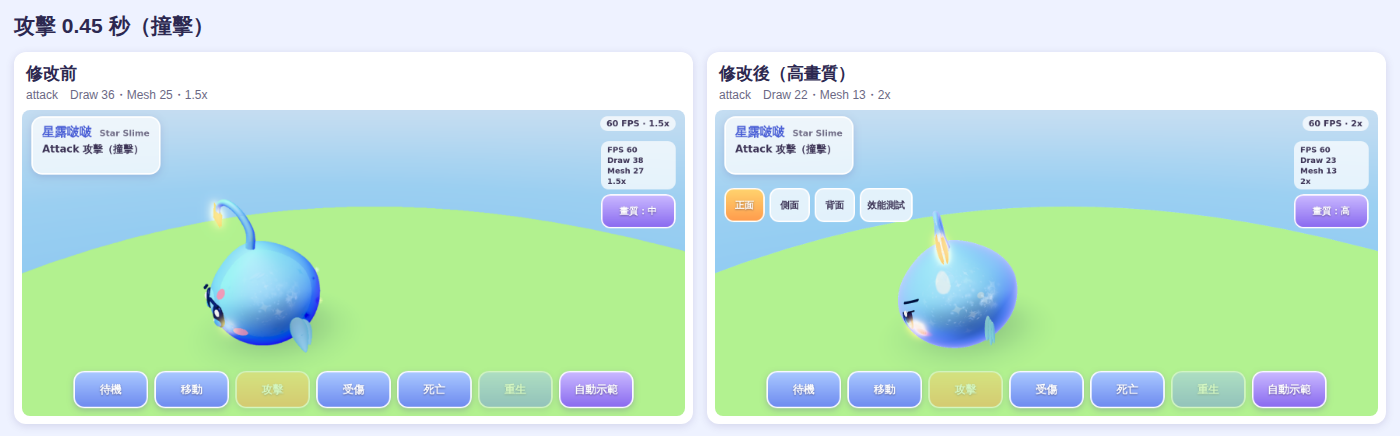 攻擊 0.45 秒（撞擊）
修改前
attack Draw 36・Mesh 25・1.5x
星露啵啵 Star Slime
Attack 攻擊（撞擊）
60 FPS · 1.5x
FPS 60
Draw 38
Mesh 27
1.5x
畫質：中
待機 移動 攻擊 受傷 死亡 重生 自動示範
修改後（高畫質）
attack Draw 22・Mesh 13・2x
星露啵啵 Star Slime
Attack 攻擊（撞擊）
60 FPS · 2x
FPS 60
Draw 23
Mesh 13
2x
正面 側面 背面 效能測試
畫質：高
待機 移動 攻擊 受傷 死亡 重生 自動示範